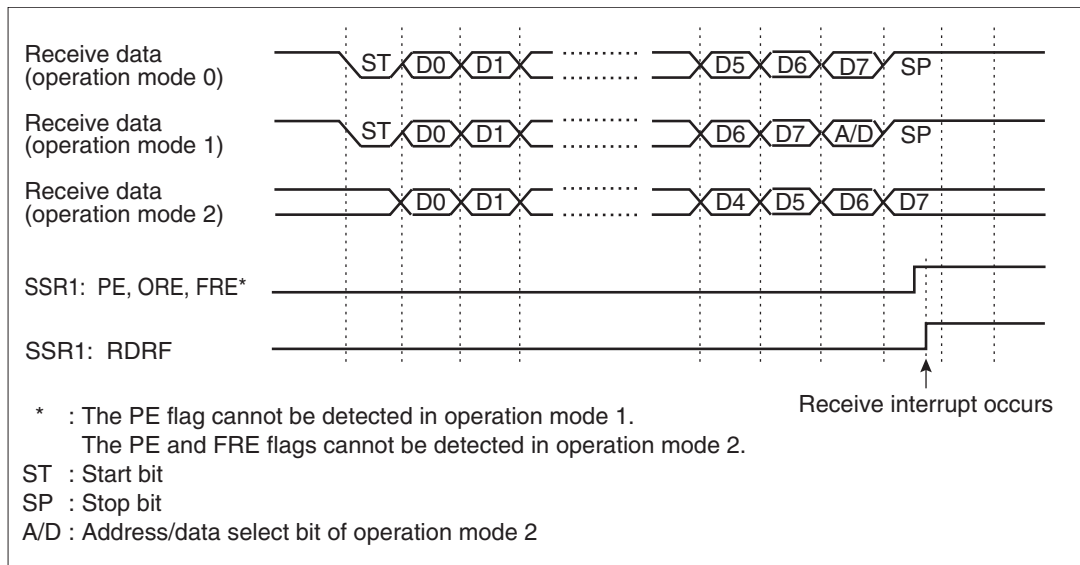 Receive data
(operation mode 0)
ST D0 D1 ............ D5 D6 D7 SP
Receive data
(operation mode 1)
ST D0 D1 ............ D6 D7 A/D SP
Receive data
(operation mode 2)
D0 D1 ............ D4 D5 D6 D7
SSR1: PE, ORE, FRE*
SSR1: RDRF
Receive interrupt occurs
* : The PE flag cannot be detected in operation mode 1.
The PE and FRE flags cannot be detected in operation mode 2.
ST : Start bit
SP : Stop bit
A/D : Address/data select bit of operation mode 2